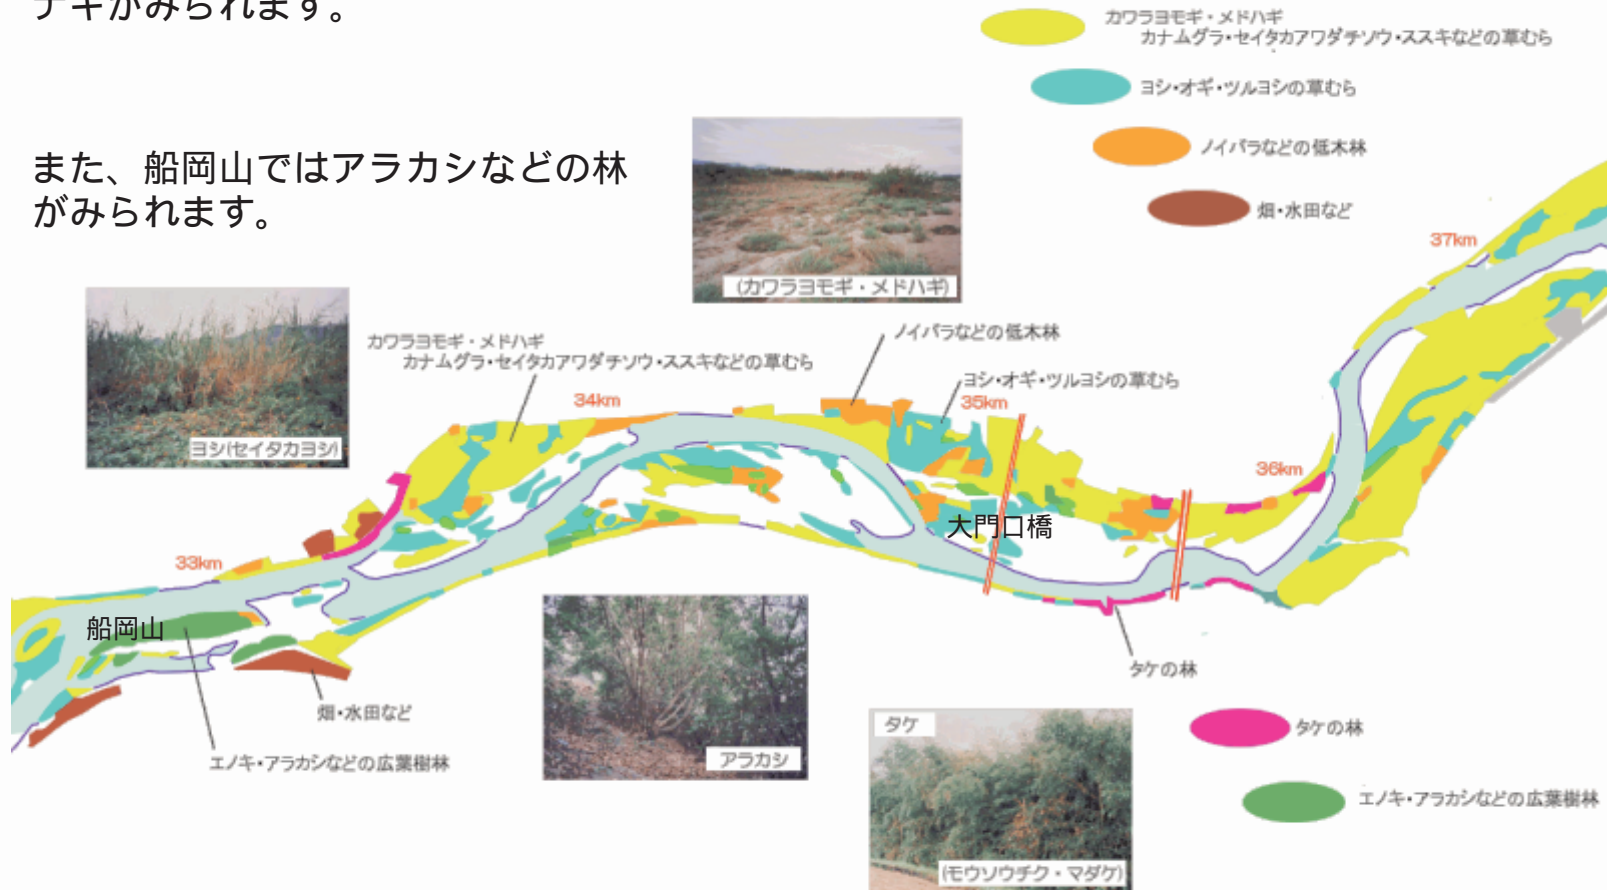 ナギがみられます。
また、船岡山ではアラカシなどの林
がみられます。
カワラヨモギ・メドハギ
カナムグラ・セイタカアワダチソウ・ススキなどの草むら
ヨシ・オギ・ツルヨシの草むら
ノイバラなどの低木林
畑・水田など
(カワラヨモギ・メドハギ)
ヨシ(セイタカヨシ)
カワラヨモギ・メドハギ
カナムグラ・セイタカアワダチソウ・ススキなどの草むら
ノイバラなどの低木林
ヨシ・オギ・ツルヨシの草むら
33km
34km
35km
36km
37km
大門口橋
船岡山
畑・水田など
エノキ・アラカシなどの広葉樹林
アラカシ
タケの林
タケ
(モウソウチク・マダケ)
タケの林
エノキ・アラカシなどの広葉樹林